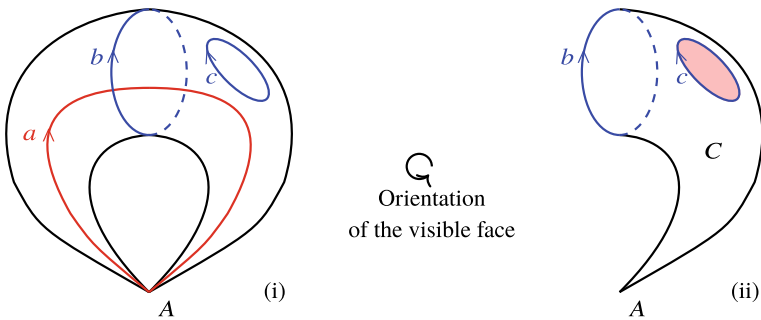 b
c
a
A
(i)
Orientation
of the visible face
b
c
C
A
(ii)